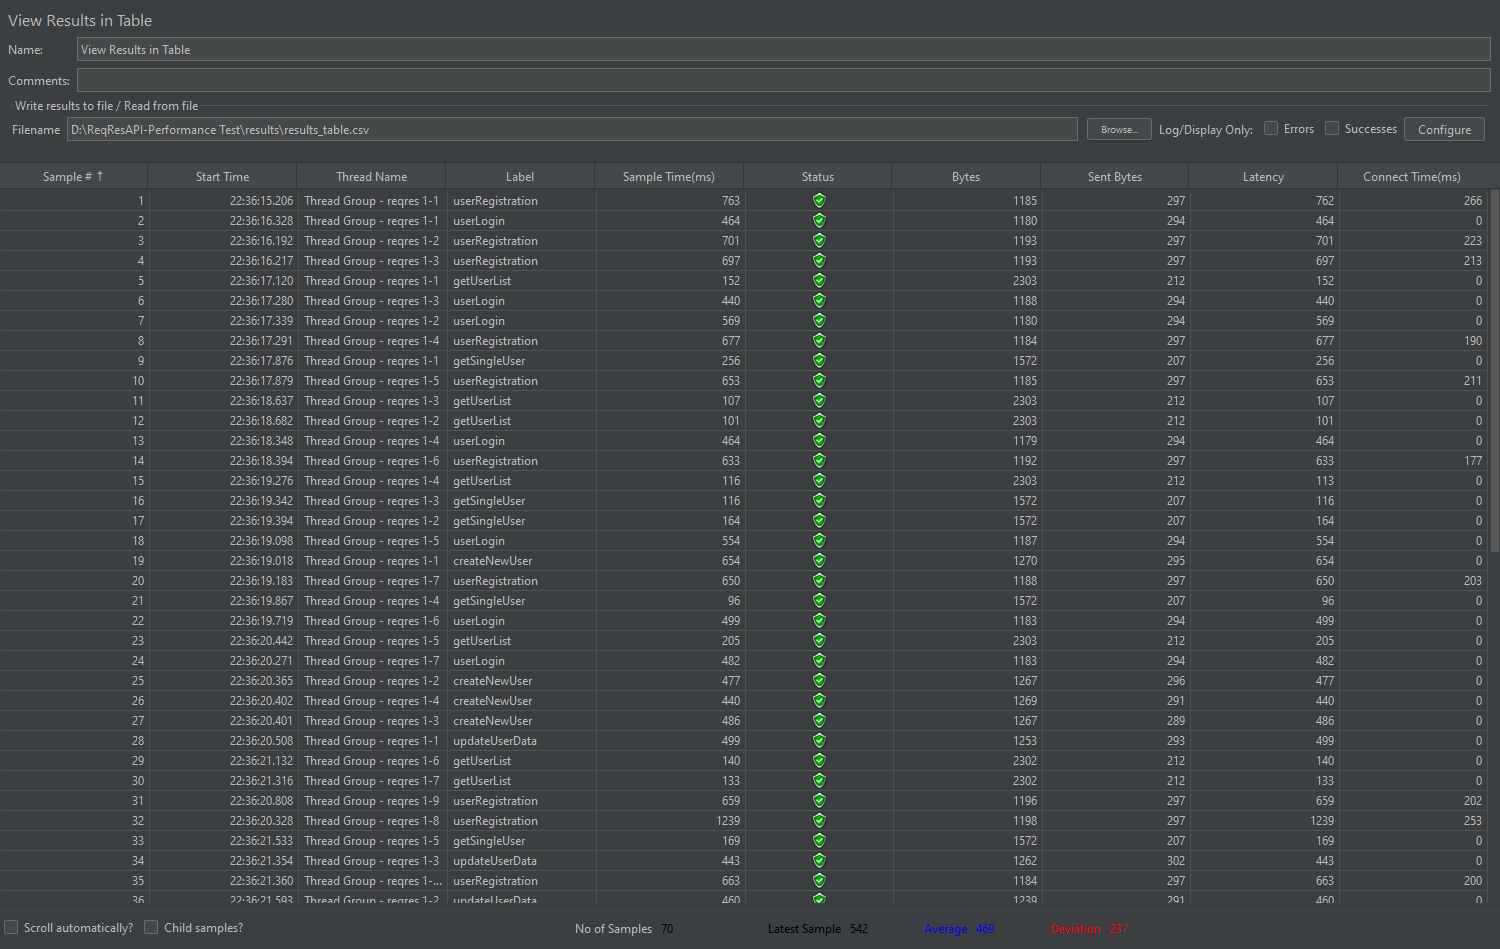 View Results in Table
Name: View Results in Table
Comments:
Write results to file / Read from file
Filename D:\ReqResAPI-Performance Test\results\results_table.csv Browse... Log/Display Only: Errors Successes Configure
Sample # ↑ Start Time Thread Name Label Sample Time(ms) Status Bytes Sent Bytes Latency Connect Time(ms)
1 22:36:15.206 Thread Group - reqres 1-1 userRegistration 763 1185 297 762 266
2 22:36:16.328 Thread Group - reqres 1-1 userLogin 464 1180 294 464 0
3 22:36:16.192 Thread Group - reqres 1-2 userRegistration 701 1193 297 701 223
4 22:36:16.217 Thread Group - reqres 1-3 userRegistration 697 1193 297 697 213
5 22:36:17.120 Thread Group - reqres 1-1 getUserList 152 2303 212 152 0
6 22:36:17.280 Thread Group - reqres 1-3 userLogin 440 1188 294 440 0
7 22:36:17.339 Thread Group - reqres 1-2 userLogin 569 1180 294 569 0
8 22:36:17.291 Thread Group - reqres 1-4 userRegistration 677 1184 297 677 190
9 22:36:17.876 Thread Group - reqres 1-1 getSingleUser 256 1572 207 256 0
10 22:36:17.879 Thread Group - reqres 1-5 userRegistration 653 1185 297 653 211
11 22:36:18.637 Thread Group - reqres 1-3 getUserList 107 2303 212 107 0
12 22:36:18.682 Thread Group - reqres 1-2 getUserList 101 2303 212 101 0
13 22:36:18.348 Thread Group - reqres 1-4 userLogin 464 1179 294 464 0
14 22:36:18.394 Thread Group - reqres 1-6 userRegistration 633 1192 297 633 177
15 22:36:19.276 Thread Group - reqres 1-4 getUserList 116 2303 212 113 0
16 22:36:19.342 Thread Group - reqres 1-3 getSingleUser 116 1572 207 116 0
17 22:36:19.394 Thread Group - reqres 1-2 getSingleUser 164 1572 207 164 0
18 22:36:19.098 Thread Group - reqres 1-5 userLogin 554 1187 294 554 0
19 22:36:19.018 Thread Group - reqres 1-1 createNewUser 654 1270 295 654 0
20 22:36:19.183 Thread Group - reqres 1-7 userRegistration 650 1188 297 650 203
21 22:36:19.867 Thread Group - reqres 1-4 getSingleUser 96 1572 207 96 0
22 22:36:19.719 Thread Group - reqres 1-6 userLogin 499 1183 294 499 0
23 22:36:20.442 Thread Group - reqres 1-5 getUserList 205 2303 212 205 0
24 22:36:20.271 Thread Group - reqres 1-7 userLogin 482 1183 294 482 0
25 22:36:20.365 Thread Group - reqres 1-2 createNewUser 477 1267 296 477 0
26 22:36:20.402 Thread Group - reqres 1-4 createNewUser 440 1269 291 440 0
27 22:36:20.401 Thread Group - reqres 1-3 createNewUser 486 1267 289 486 0
28 22:36:20.508 Thread Group - reqres 1-1 updateUserData 499 1253 293 499 0
29 22:36:21.132 Thread Group - reqres 1-6 getUserList 140 2302 212 140 0
30 22:36:21.316 Thread Group - reqres 1-7 getUserList 133 2302 212 133 0
31 22:36:20.808 Thread Group - reqres 1-9 userRegistration 659 1196 297 659 202
32 22:36:20.328 Thread Group - reqres 1-8 userRegistration 1239 1198 297 1239 253
33 22:36:21.533 Thread Group - reqres 1-5 getSingleUser 169 1572 207 169 0
34 22:36:21.354 Thread Group - reqres 1-3 updateUserData 443 1262 302 443 0
35 22:36:21.360 Thread Group - reqres 1-... userRegistration 663 1184 297 663 200
36 22:36:21.593 Thread Group - reqres 1-2 updateUserData 460 1239 291 460 0
Scroll automatically? Child samples? No of Samples 70 Latest Sample 542 Average 469 Deviation 237